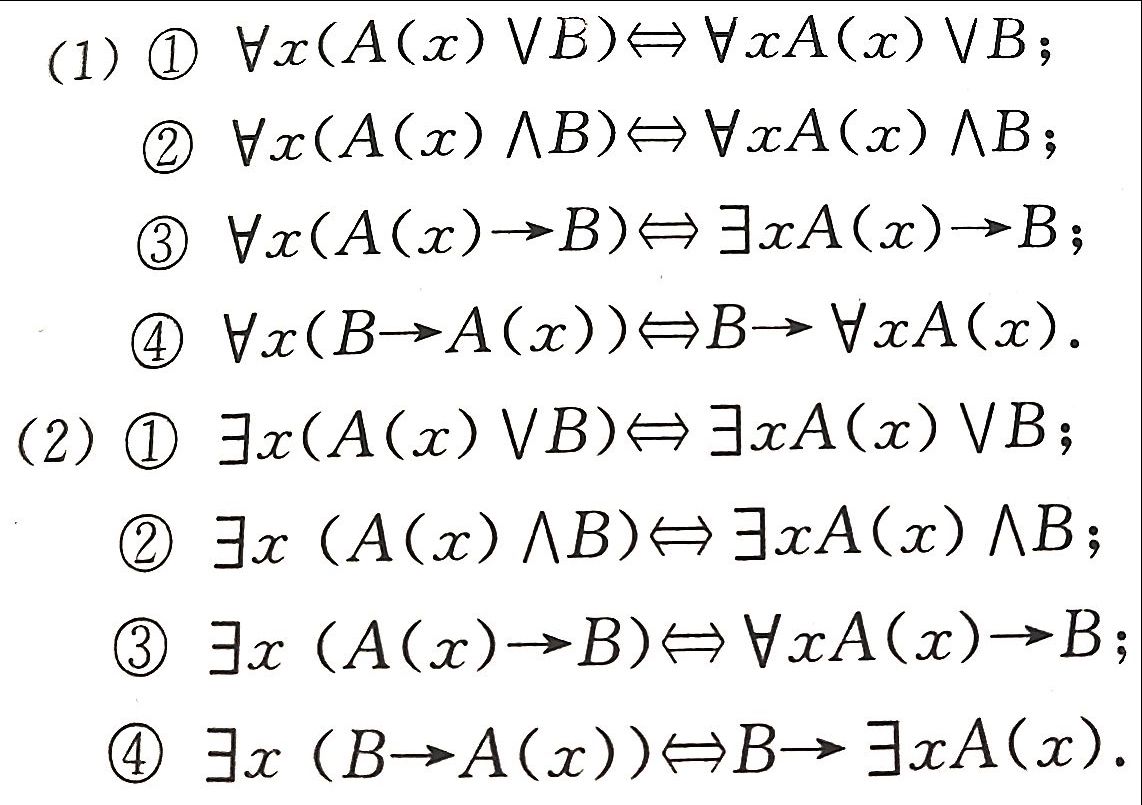 (1) ① ∀x(A(x)∨B)⇔∀xA(x)∨B;
② ∀x(A(x)∧B)⇔∀xA(x)∧B;
③ ∀x(A(x)→B)⇔∃xA(x)→B;
④ ∀x(B→A(x))⇔B→∀xA(x).
(2) ① ∃x(A(x)∨B)⇔∃xA(x)∨B;
② ∃x (A(x)∧B)⇔∃xA(x)∧B;
③ ∃x (A(x)→B)⇔∀xA(x)→B;
④ ∃x (B→A(x))⇔B→∃xA(x).